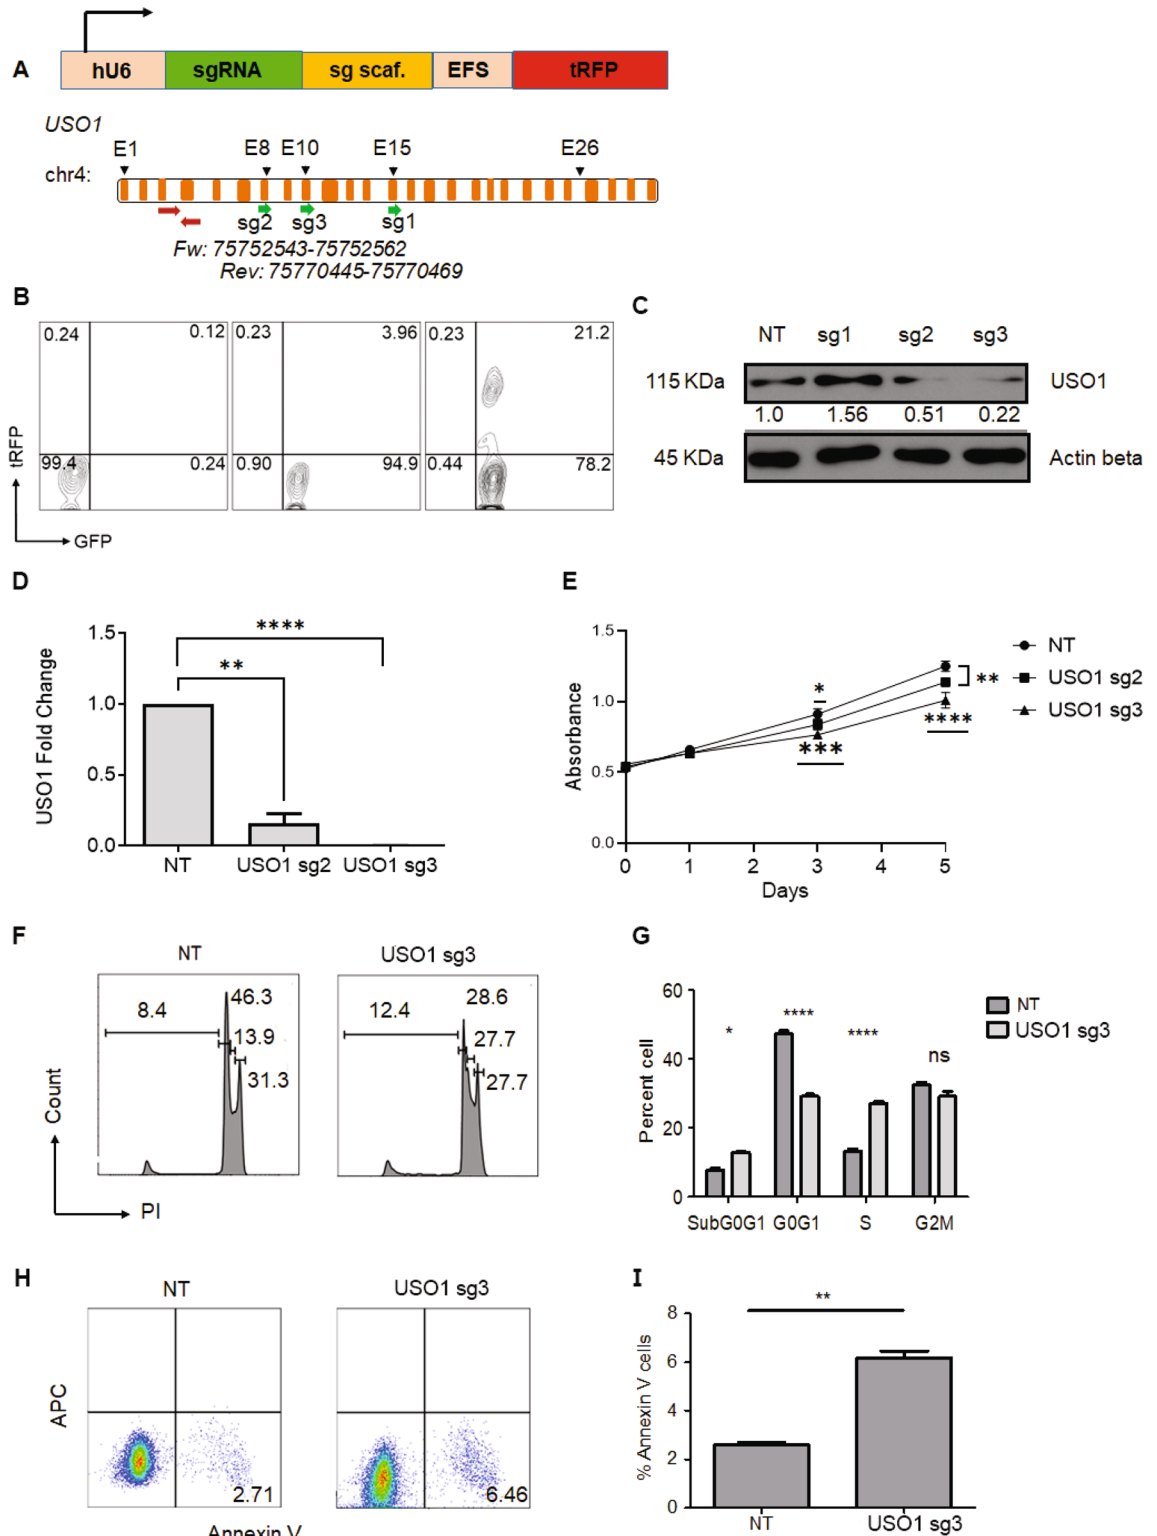 A
hU6 sgRNA sg scaf. EFS tRFP
USO1
E1 E8 E10 E15 E26
chr4:
sg2 sg3 sg1
Fw: 75752543-75752562
Rev: 75770445-75770469
B
0.24 0.12 0.23 3.96 0.23 21.2
99.4 0.24 0.90 94.9 0.44 78.2
tRFP
GFP
C
NT sg1 sg2 sg3
115 KDa USO1
1.0 1.56 0.51 0.22
45 KDa Actin beta
D
****
**
1.5
1.0
0.5
0.0
USO1 Fold Change
NT USO1 sg2 USO1 sg3
E
1.5
1.0
0.5
0.0
Absorbance
*
***
**
****
NT
USO1 sg2
USO1 sg3
0 1 2 3 4 5
Days
F
NT USO1 sg3
8.4 46.3 13.9 31.3
12.4 28.6 27.7 27.7
Count
PI
G
60
40
20
0
Percent cell
* **** **** ns
NT
USO1 sg3
SubG0G1 G0G1 S G2M
H
NT USO1 sg3
APC
2.71 6.46
Annexin V
I
**
8
6
4
2
0
% Annexin V cells
NT USO1 sg3